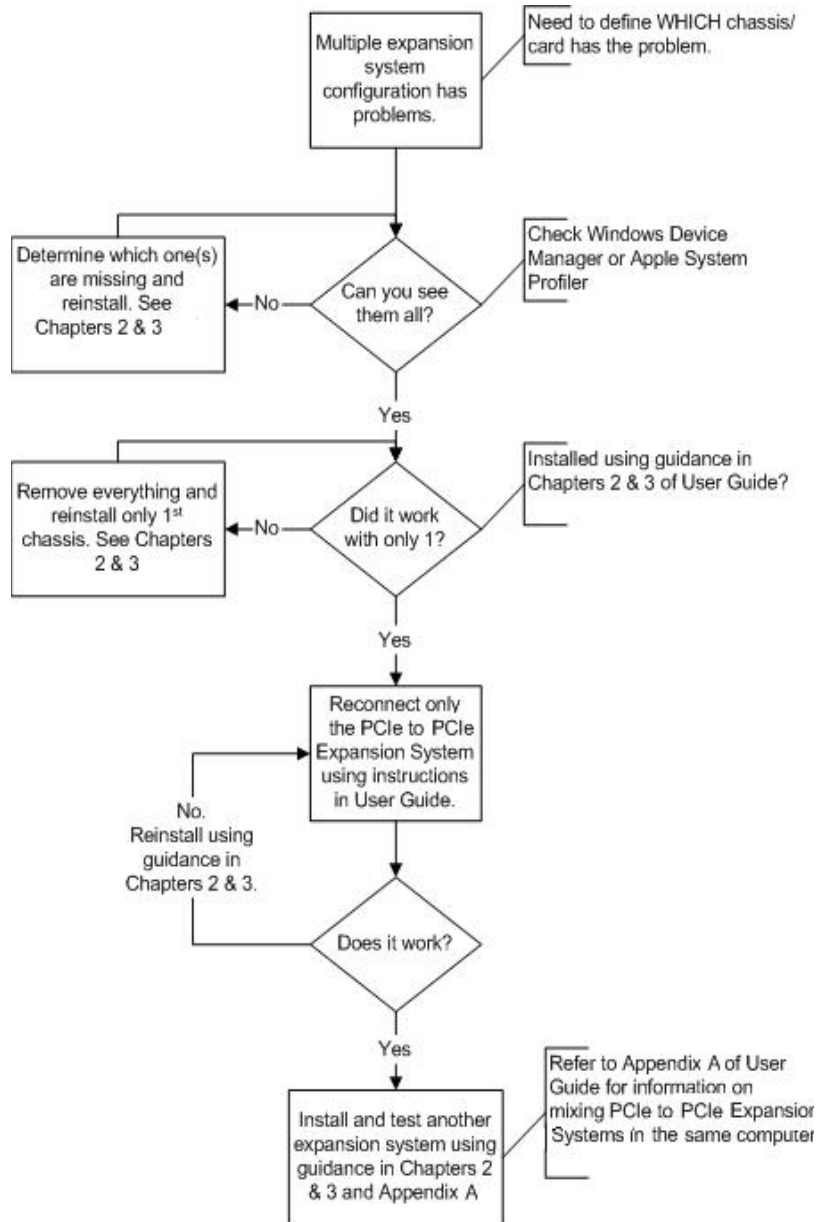 Multiple expansion
system
configuration has
problems.
Need to define WHICH chassis/
card has the problem.
Determine which one(s)
are missing and
reinstall. See
Chapters 2 & 3
No
Can you see
them all?
Check Windows Device
Manager or Apple System
Profiler
Yes
Remove everything and
reinstall only 1st
chassis. See Chapters
2 & 3
No
Did it work
with only 1?
Installed using guidance in
Chapters 2 & 3 of User Guide?
Yes
Reconnect only
the PCIe to PCIe
Expansion System
using instructions
in User Guide.
No.
Reinstall using
guidance in
Chapters 2 & 3.
Does it work?
Yes
Install and test another
expansion system using
guidance in Chapters 2
& 3 and Appendix A
Refer to Appendix A of User
Guide for information on
mixing PCIe to PCIe Expansion
Systems in the same computer